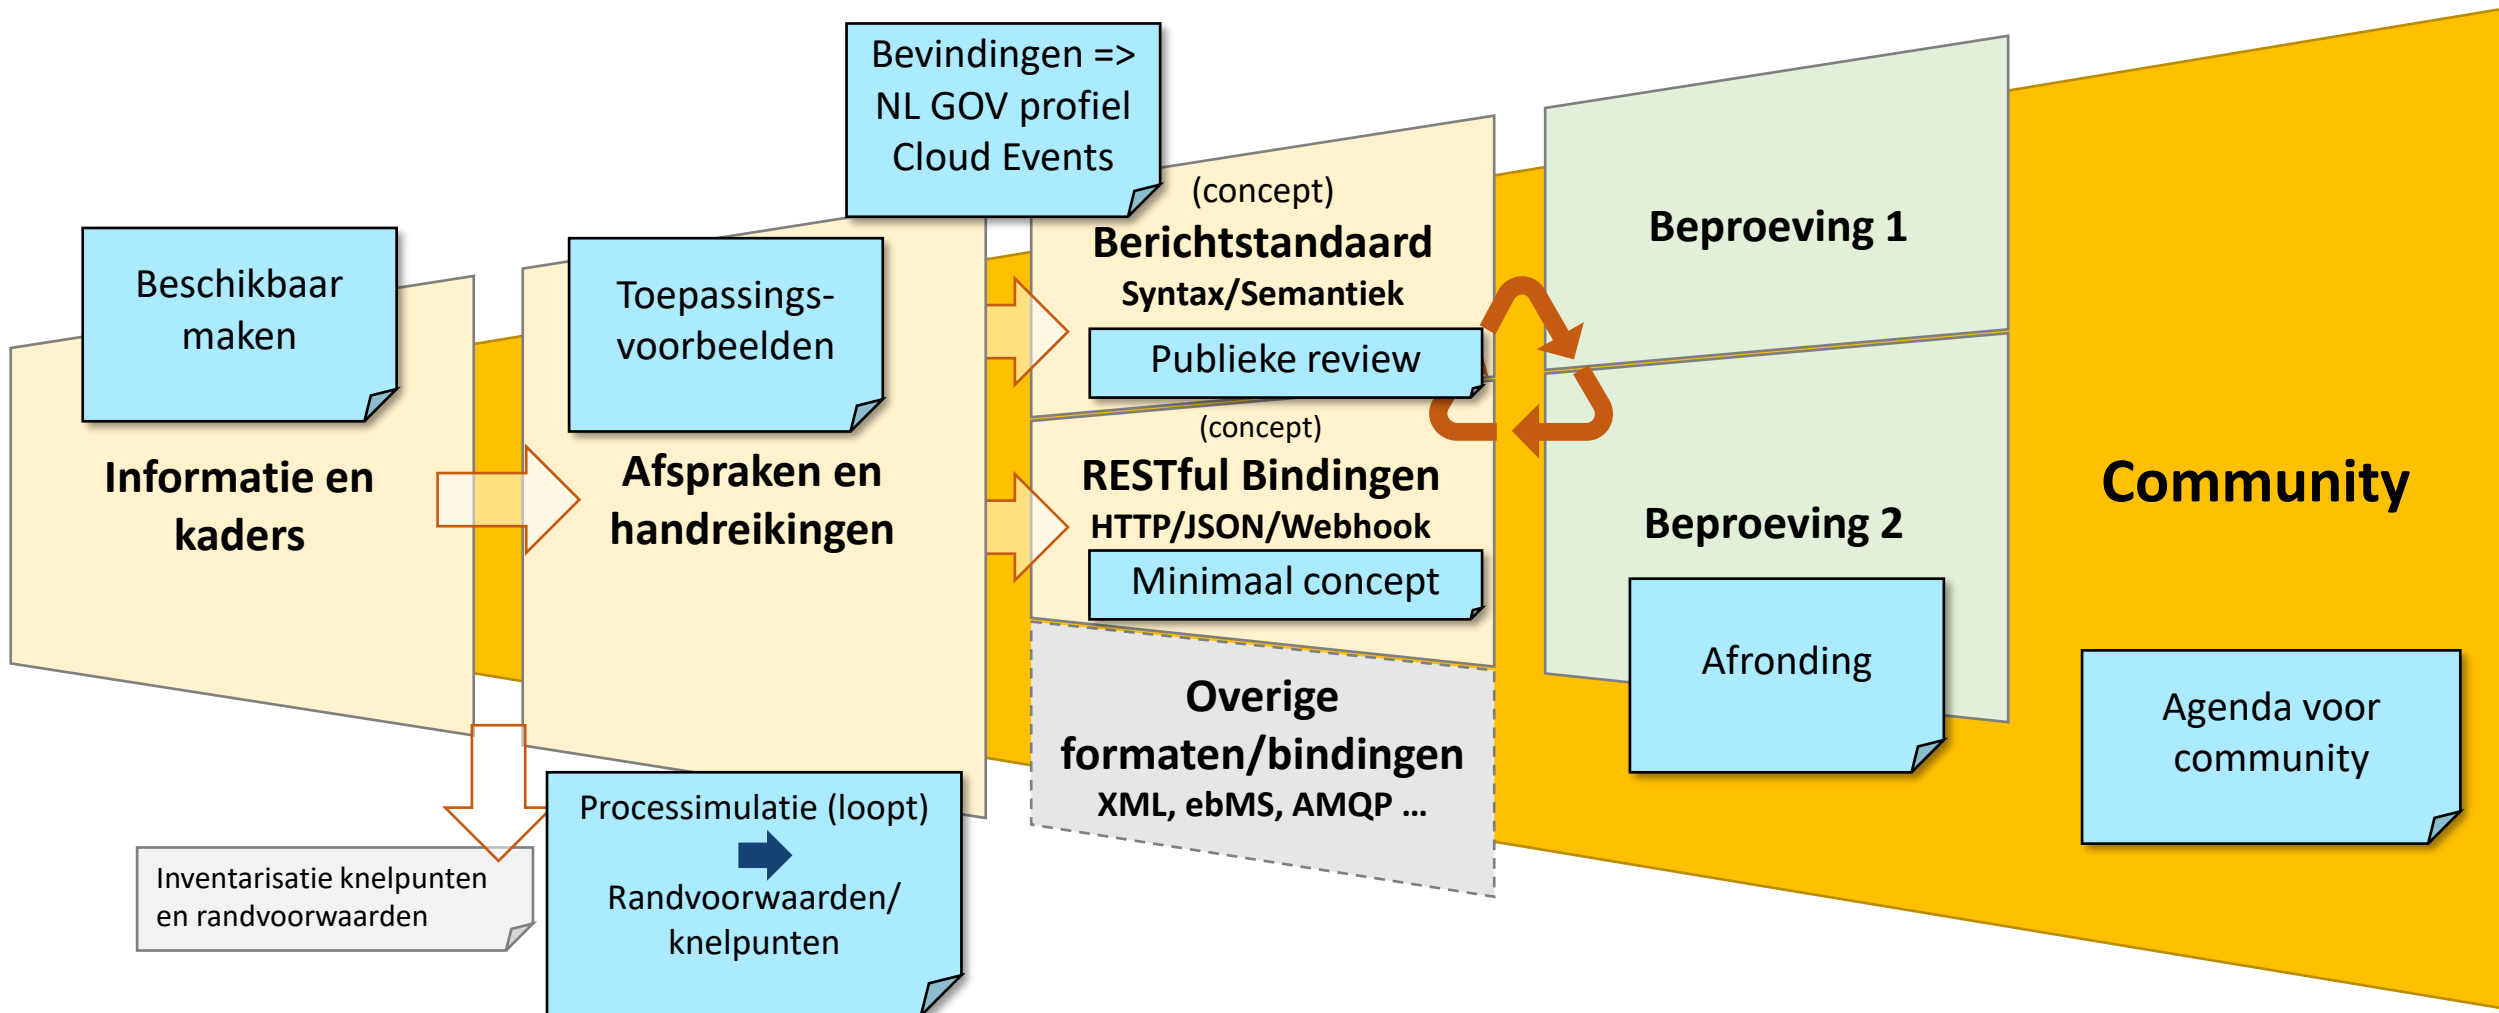 Beschikbaar
maken
Informatie en
kaders
Inventarisatie knelpunten
en randvoorwaarden
Toepassings-
voorbeelden
Afspraken en
handreikingen
Processimulatie (loopt)
Randvoorwaarden/
knelpunten
Bevindingen =>
NL GOV profiel
Cloud Events
(concept)
Berichtstandaard
Syntax/Semantiek
Publieke review
(concept)
RESTful Bindingen
HTTP/JSON/Webhook
Minimaal concept
Overige
formaten/bindingen
XML, ebMS, AMQP ...
Beproeving 1
Beproeving 2
Afronding
Community
Agenda voor
community